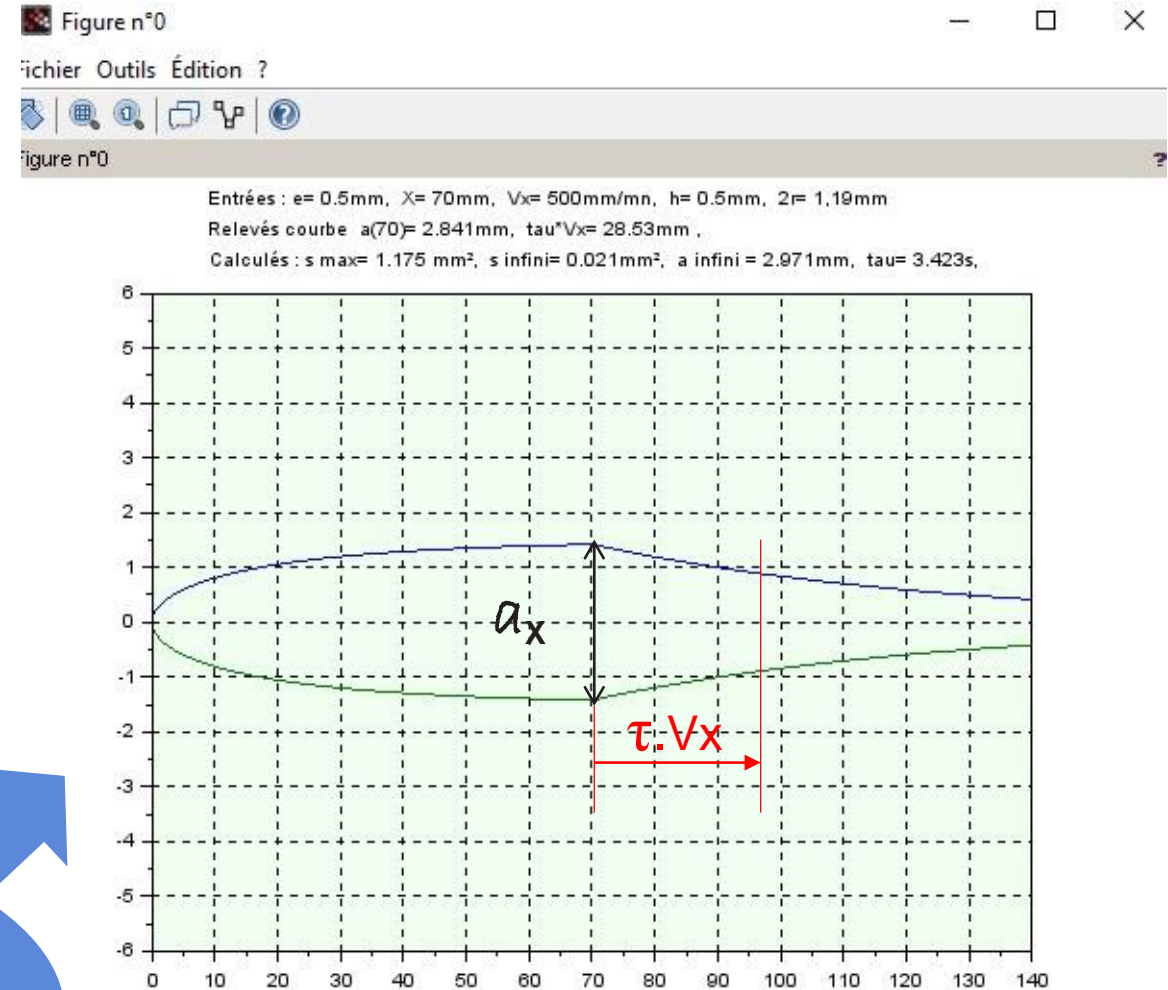 Figure n°0
Fichier Outils Édition ?
Figure n°0
?
Entrées : e= 0.5mm, X= 70mm, Vx= 500mm/mn, h= 0.5mm, 2r= 1,19mm
Relevés courbe a(70)= 2.841mm, tau*Vx= 28.53mm ,
Calculés : s max= 1.175 mm², s infini= 0.021mm², a infini = 2.971mm, tau= 3.423s,
6
5
4
3
2
1
0
-1
-2
-3
-4
-5
-6
ax
τ.Vx
0 10 20 30 40 50 60 70 80 90 100 110 120 130 140